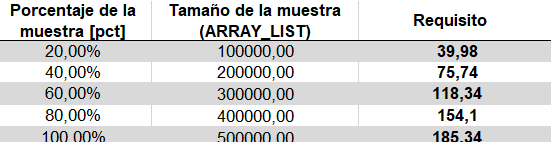 Porcentaje de la muestra [pct] Tamaño de la muestra (ARRAY_LIST) Requisito
20,00% 100000,00 39,98
40,00% 200000,00 75,74
60,00% 300000,00 118,34
80,00% 400000,00 154,1
100,00% 500000,00 185,34